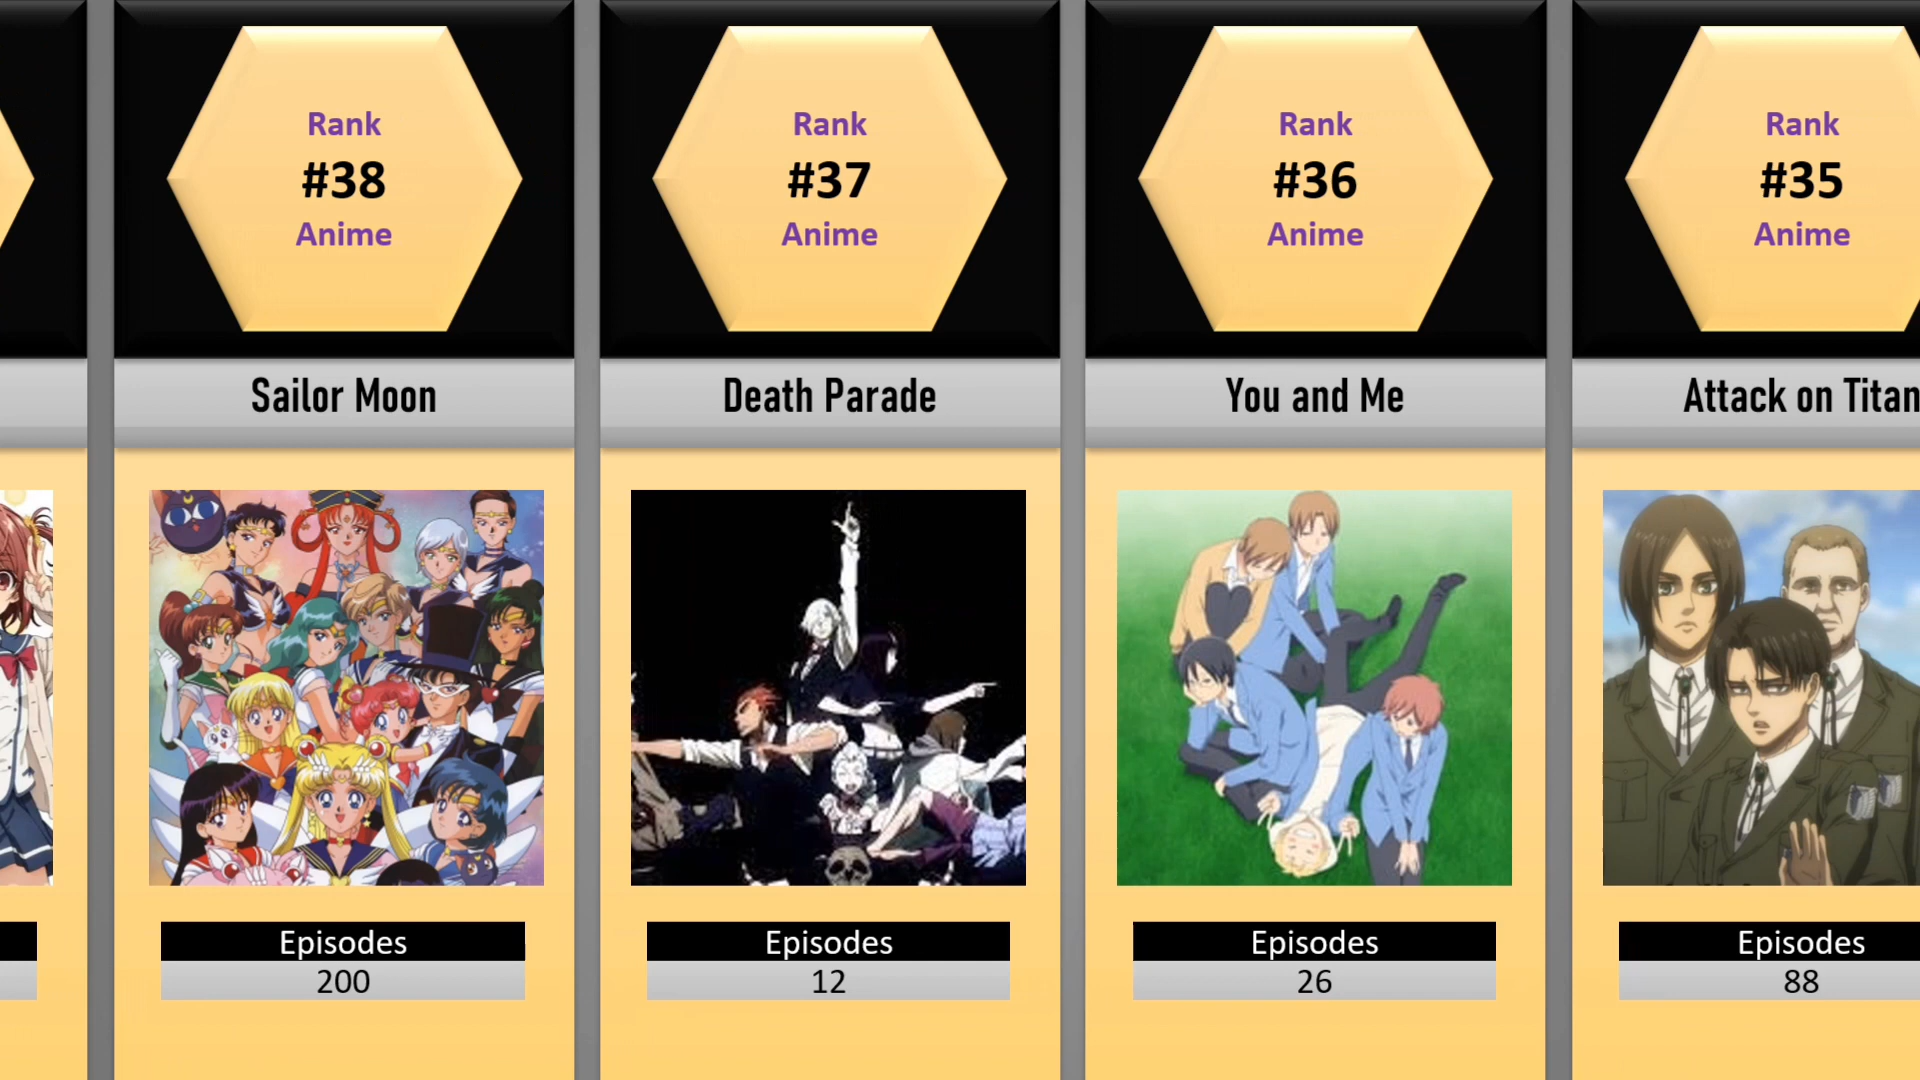 Rank
#38
Anime
Sailor Moon
Episodes
200
Rank
#37
Anime
Death Parade
Episodes
12
Rank
#36
Anime
You and Me
Episodes
26
Rank
#35
Anime
Attack on Titan
Episodes
88